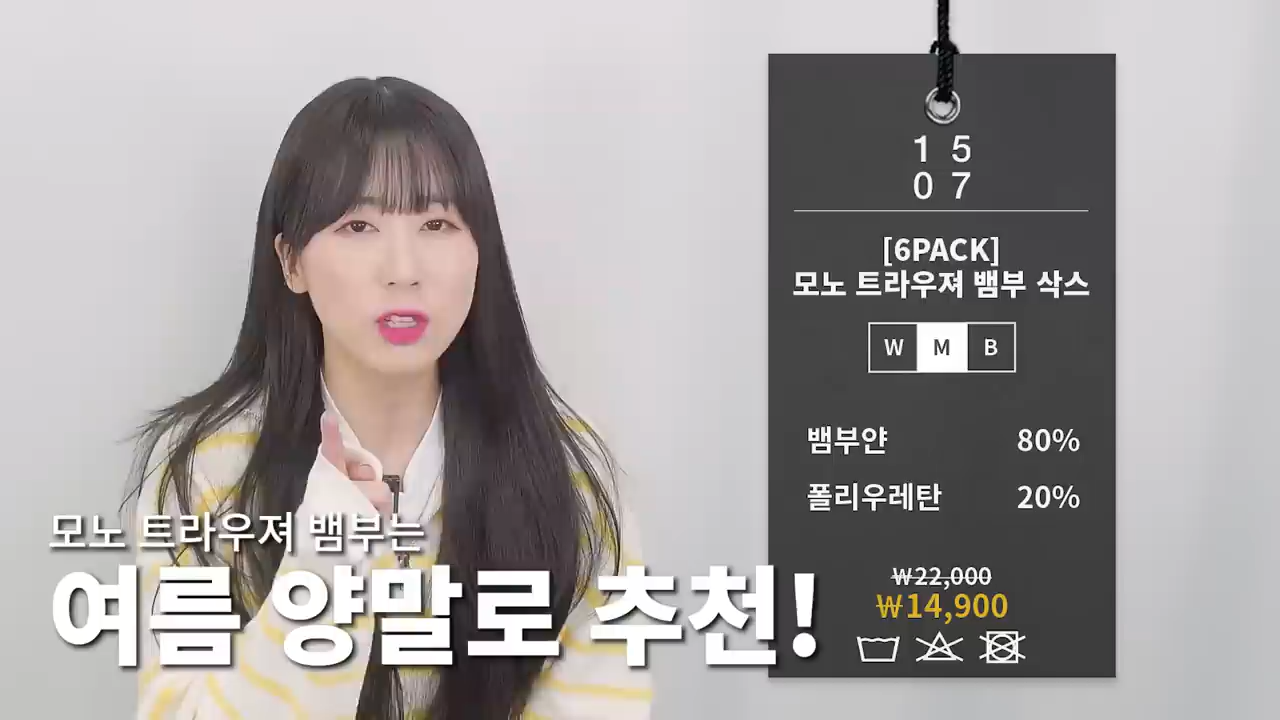 1 5
0 7
[6PACK]
모노 트라우져 뱀부 삭스
W M B
뱀부얀 80%
폴리우레탄 20%
₩22,000
₩14,900
모노 트라우져 뱀부는
여름 양말로 추천!